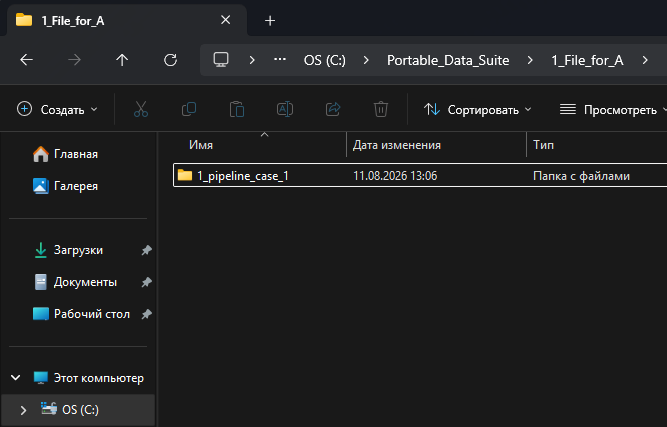 1_File_for_A
OS (C:) Portable_Data_Suite 1_File_for_A
Создать Сортировать Просмотреть
Имя Дата изменения Тип
Главная
1_pipeline_case_1 11.08.2026 13:06 Папка с файлами
Галерея
Загрузки
Документы
Рабочий стол
Этот компьютер
OS (C:)